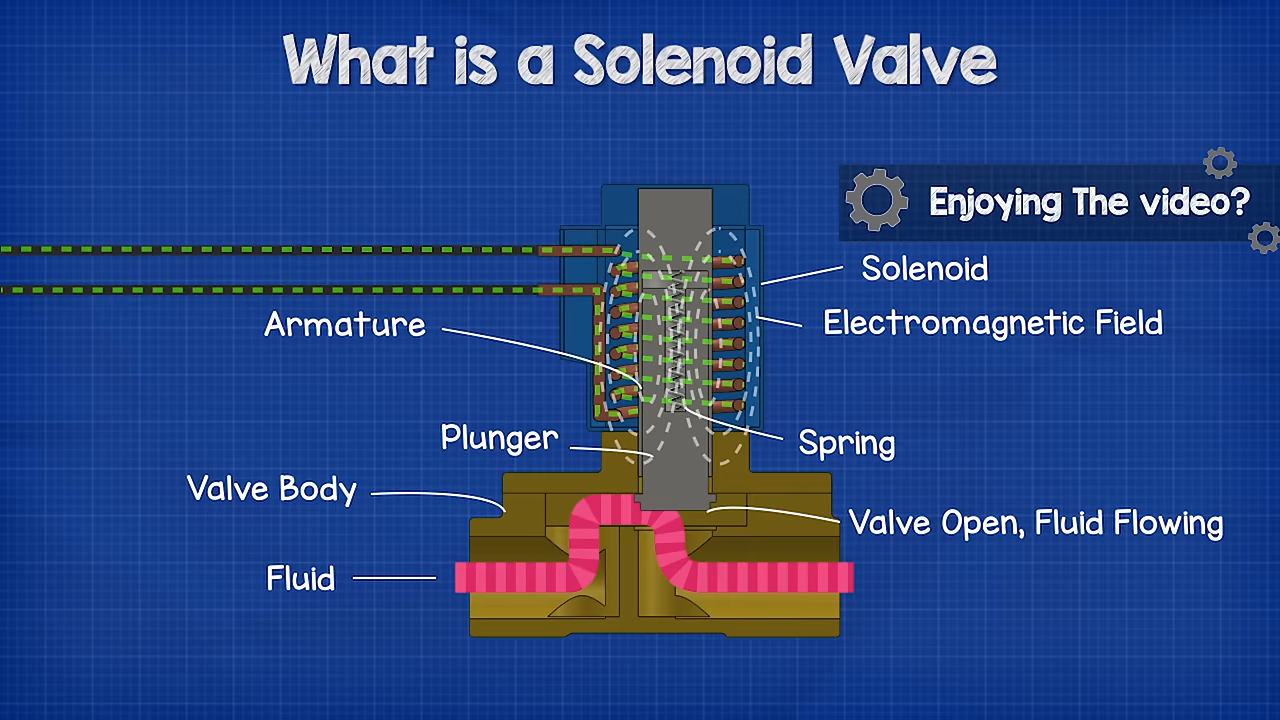 What is a Solenoid Valve
Enjoying The video?
Solenoid
Armature
Electromagnetic Field
Plunger
Spring
Valve Body
Valve Open, Fluid Flowing
Fluid